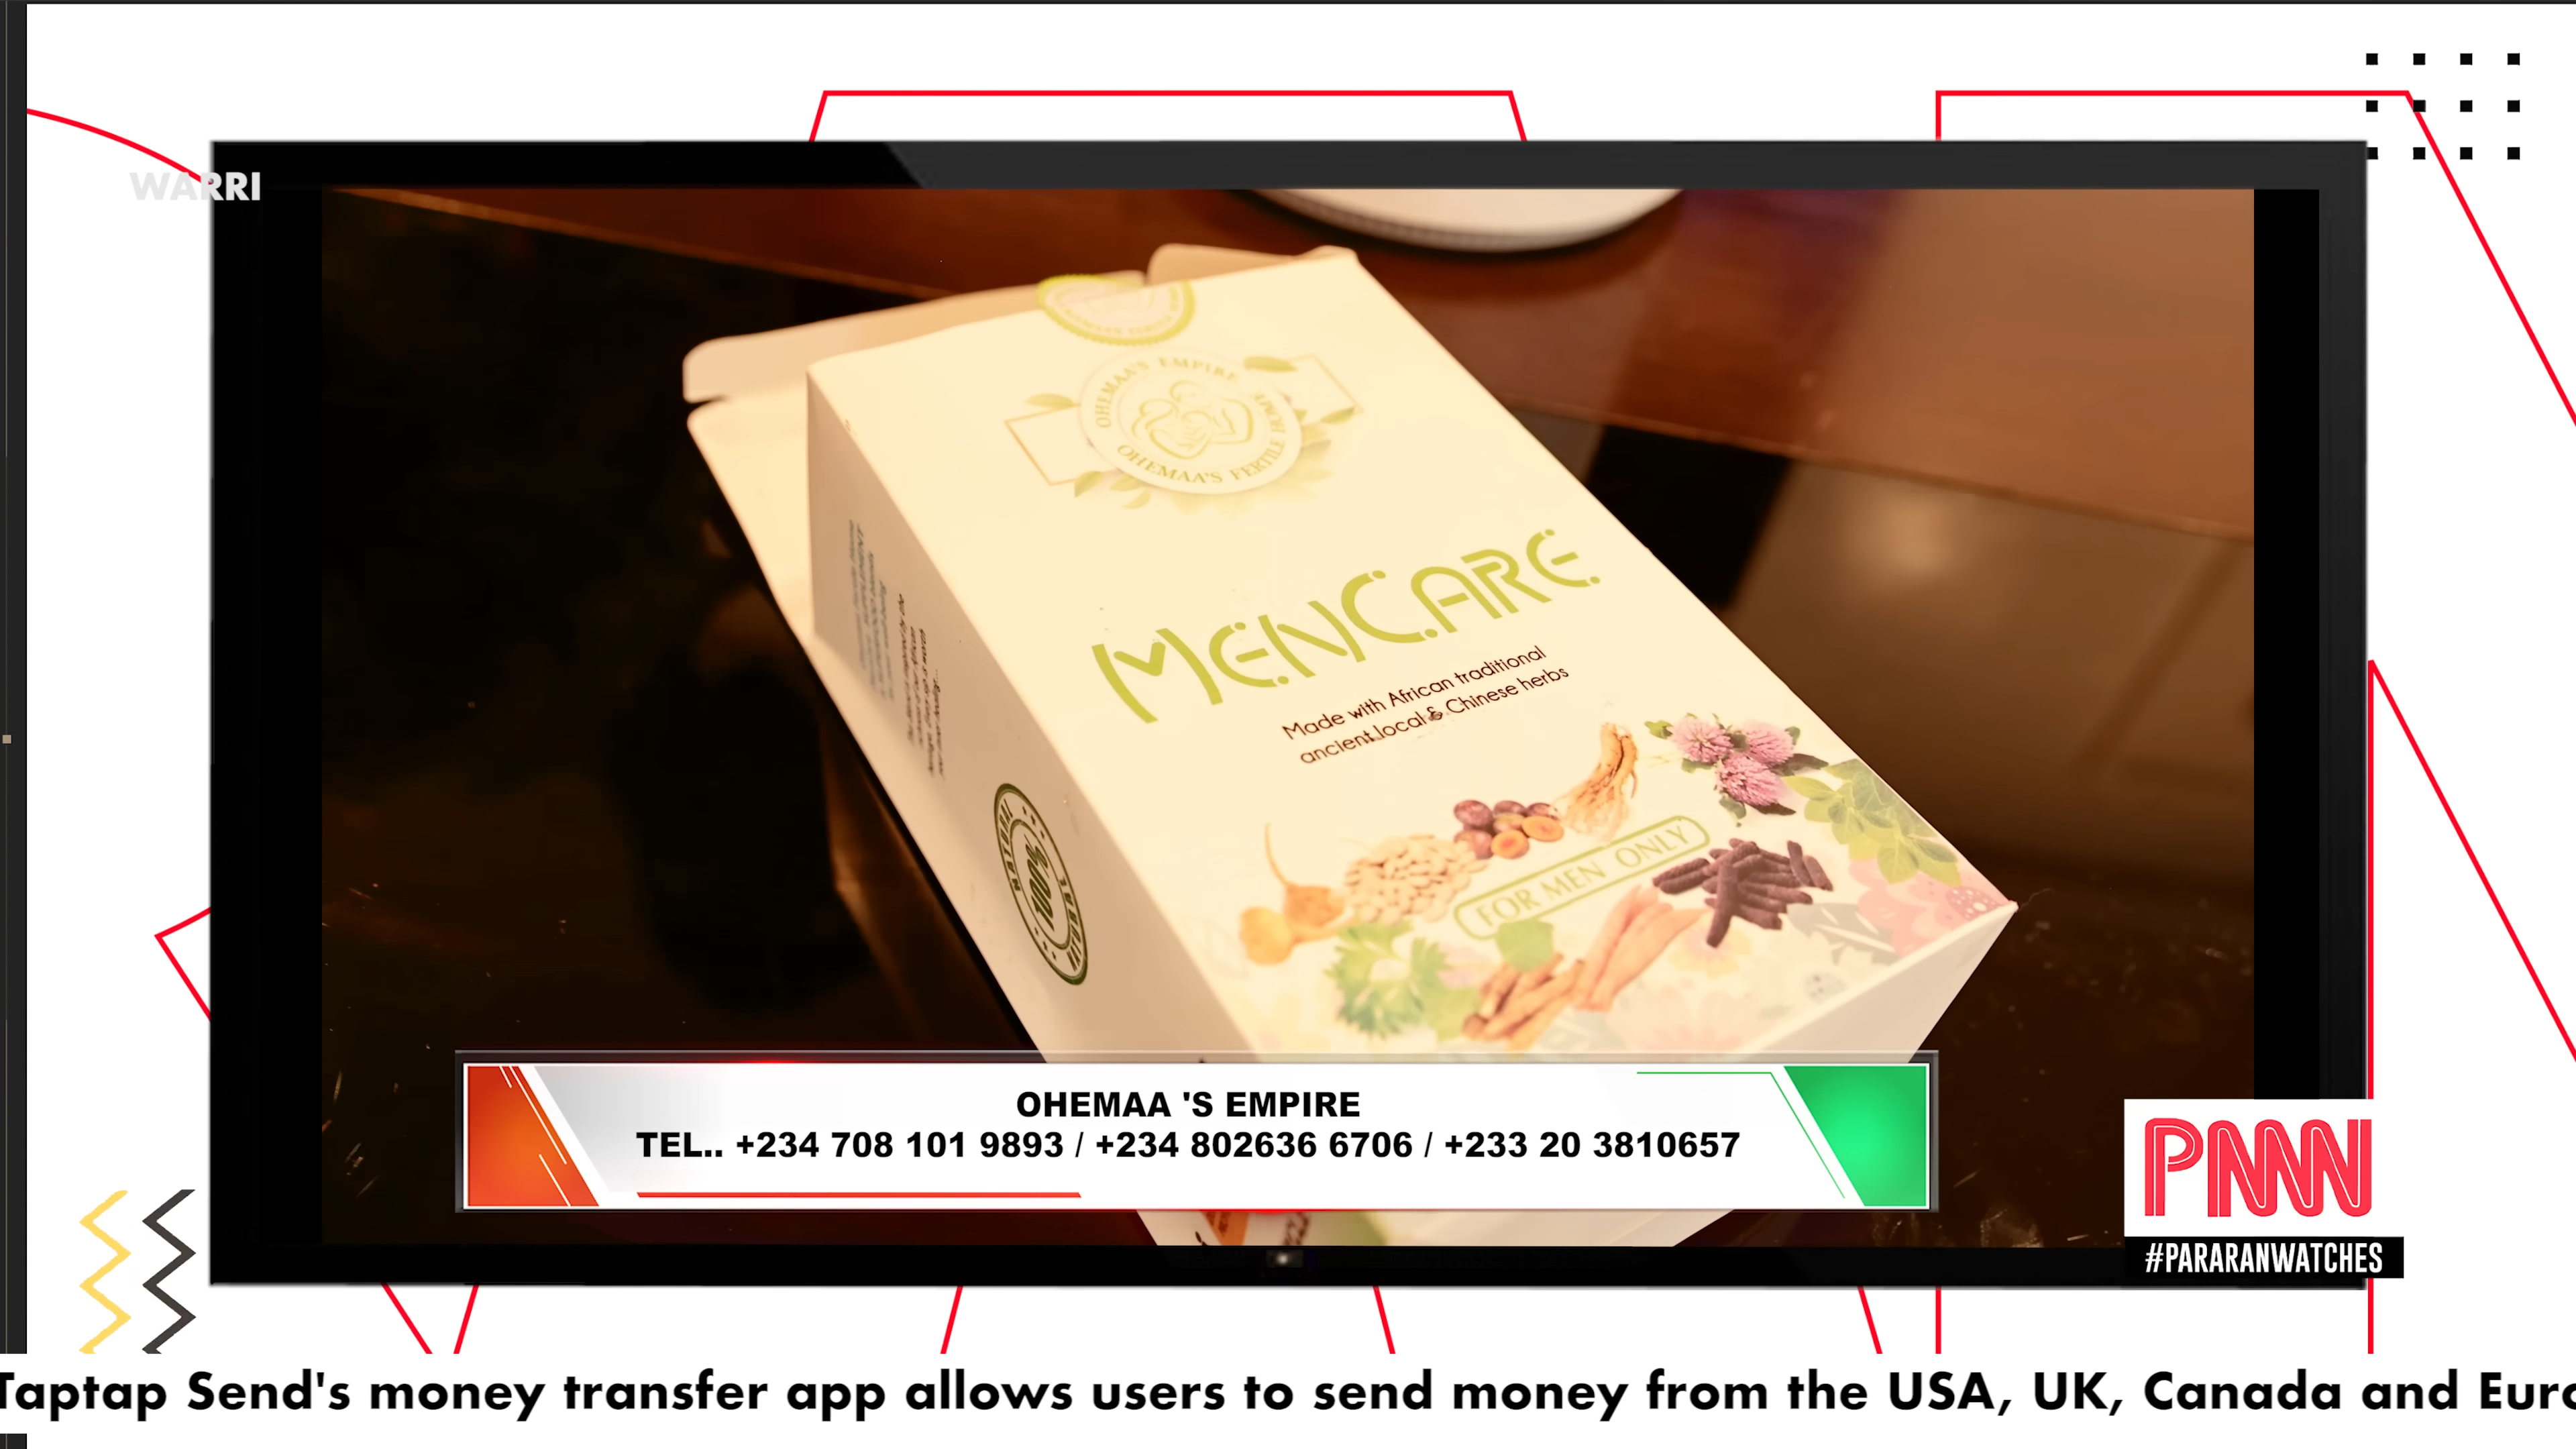 WARRI
OHEMAA'S EMPIRE
OHEMAA'S FERTILE HOME
MENCARE
Made with African traditional
ancient,local & Chinese herbs
100%
FOR MEN ONLY
OHEMAA 'S EMPIRE
TEL.. +234 708 101 9893 / +234 802636 6706 / +233 20 3810657
PMNN
#PARARANWATCHES
Taptap Send's money transfer app allows users to send money from the USA, UK, Canada and Euro